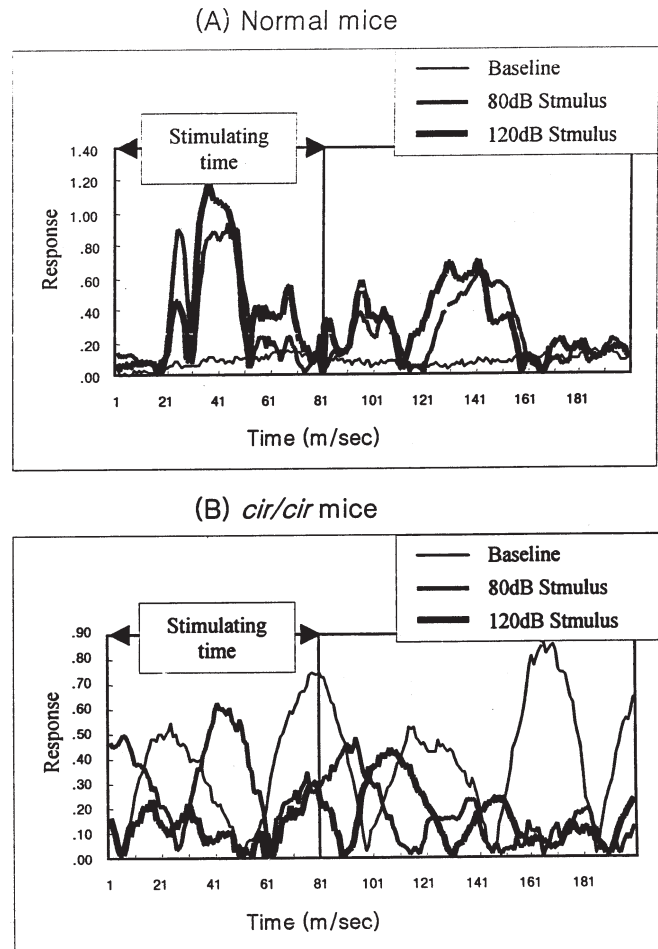 (A) Normal mice
Baseline
80dB Stmulus
120dB Stmulus
Stimulating
time
1.40
1.20
1.00
.80
.60
.40
.20
.00
Response
1 21 41 61 81 101 121 141 161 181
Time (m/sec)
(B) cir/cir mice
Baseline
80dB Stmulus
120dB Stmulus
Stimulating
time
.90
.80
.70
.60
.50
.40
.30
.20
.10
.00
Response
1 21 41 61 81 101 121 141 161 181
Time (m/sec)